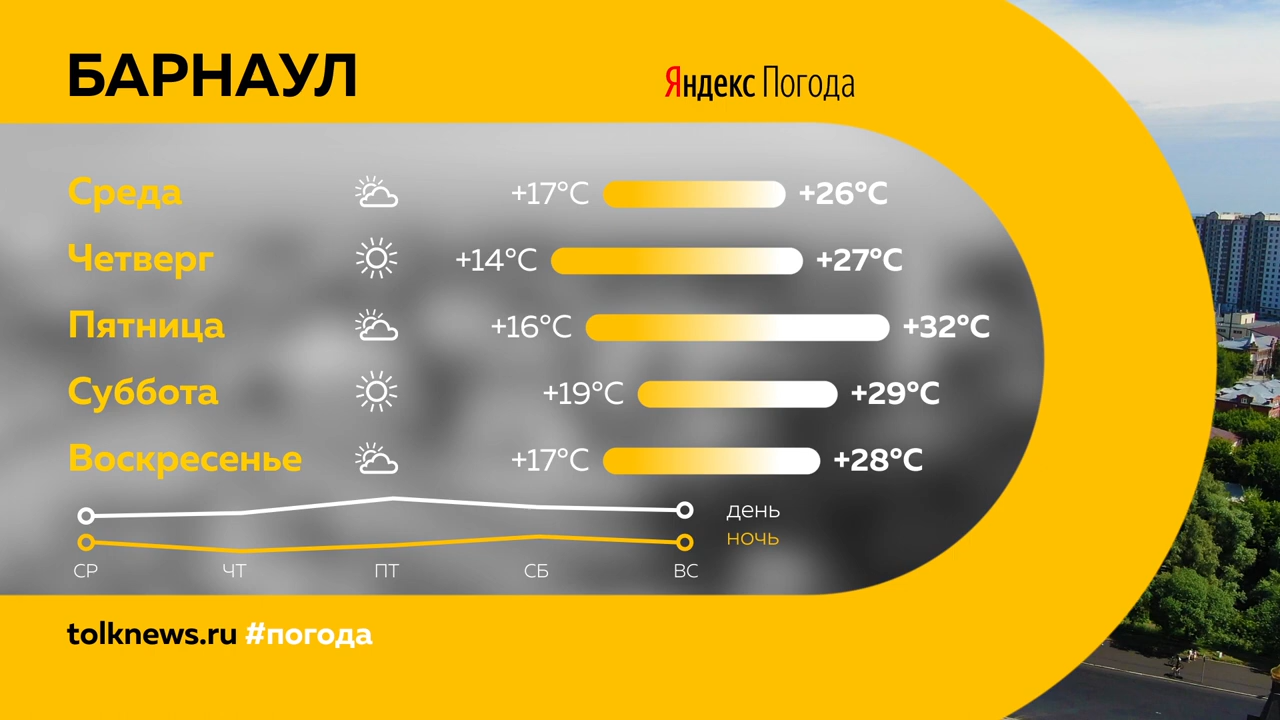 БАРНАУЛ
Яндекс Погода
Среда +17°C +26°C
Четверг +14°C +27°C
Пятница +16°C +32°C
Суббота +19°C +29°C
Воскресенье +17°C +28°C
день
ночь
СР ЧТ ПТ СБ ВС
tolknews.ru #погода